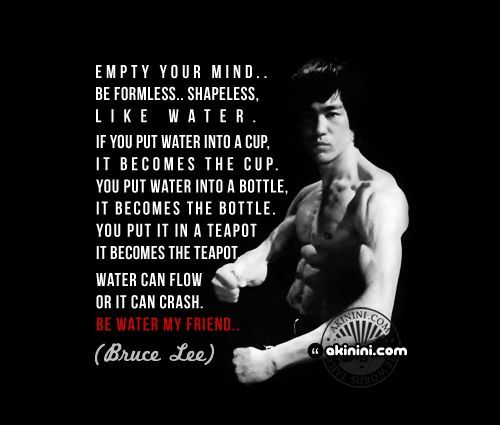 EMPTY YOUR MIND..
BE FORMLESS.. SHAPELESS,
LIKE WATER.
IF YOU PUT WATER INTO A CUP,
IT BECOMES THE CUP.
YOU PUT WATER INTO A BOTTLE,
IT BECOMES THE BOTTLE.
YOU PUT IT IN A TEAPOT
IT BECOMES THE TEAPOT.
WATER CAN FLOW
OR IT CAN CRASH.
BE WATER MY FRIEND..
(Bruce Lee)
AKININI.COM
“ akinini.com